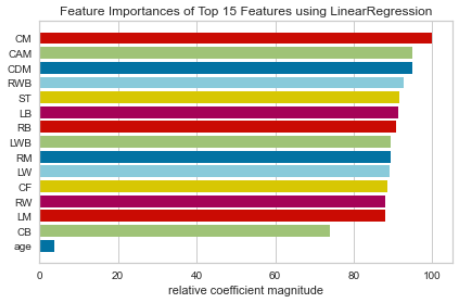 Feature Importances of Top 15 Features using LinearRegression
CM
CAM
CDM
RWB
ST
LB
RB
LWB
RM
LW
CF
RW
LM
CB
age
0 20 40 60 80 100
relative coefficient magnitude